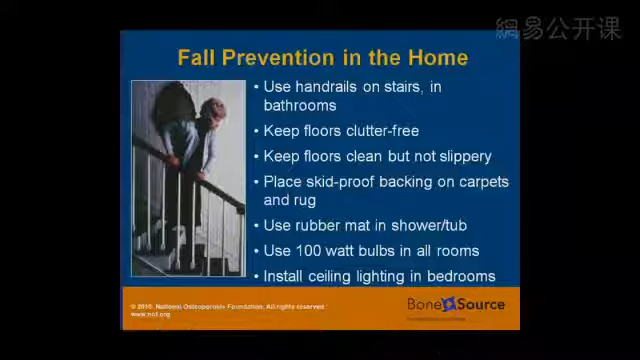 網易公开课
Fall Prevention in the Home
• Use handrails on stairs, in
bathrooms
• Keep floors clutter-free
• Keep floors clean but not slippery
• Place skid-proof backing on carpets
and rug
• Use rubber mat in shower/tub
• Use 100 watt bulbs in all rooms
• Install ceiling lighting in bedrooms
© 2010. National Osteoporosis Foundation. All rights reserved
www.nof.org
Bone Source